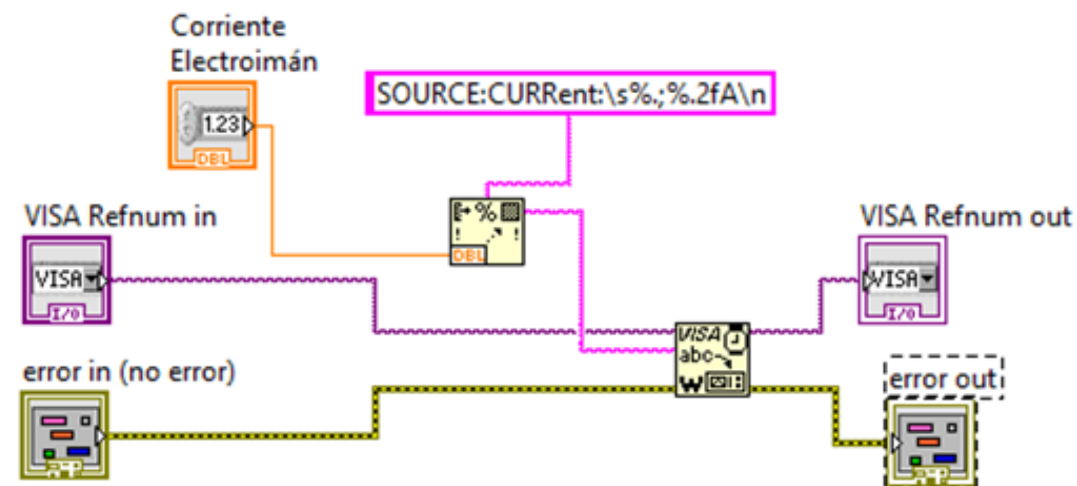 Corriente
Electroimán
SOURCE:CURRent:\s%.;%.2fA\n
1.23
DBL
VISA Refnum in
VISA Refnum out
%
! !
DBL
VISA
I/O
VISA
I/O
VISA
abc
W
error in (no error)
error out